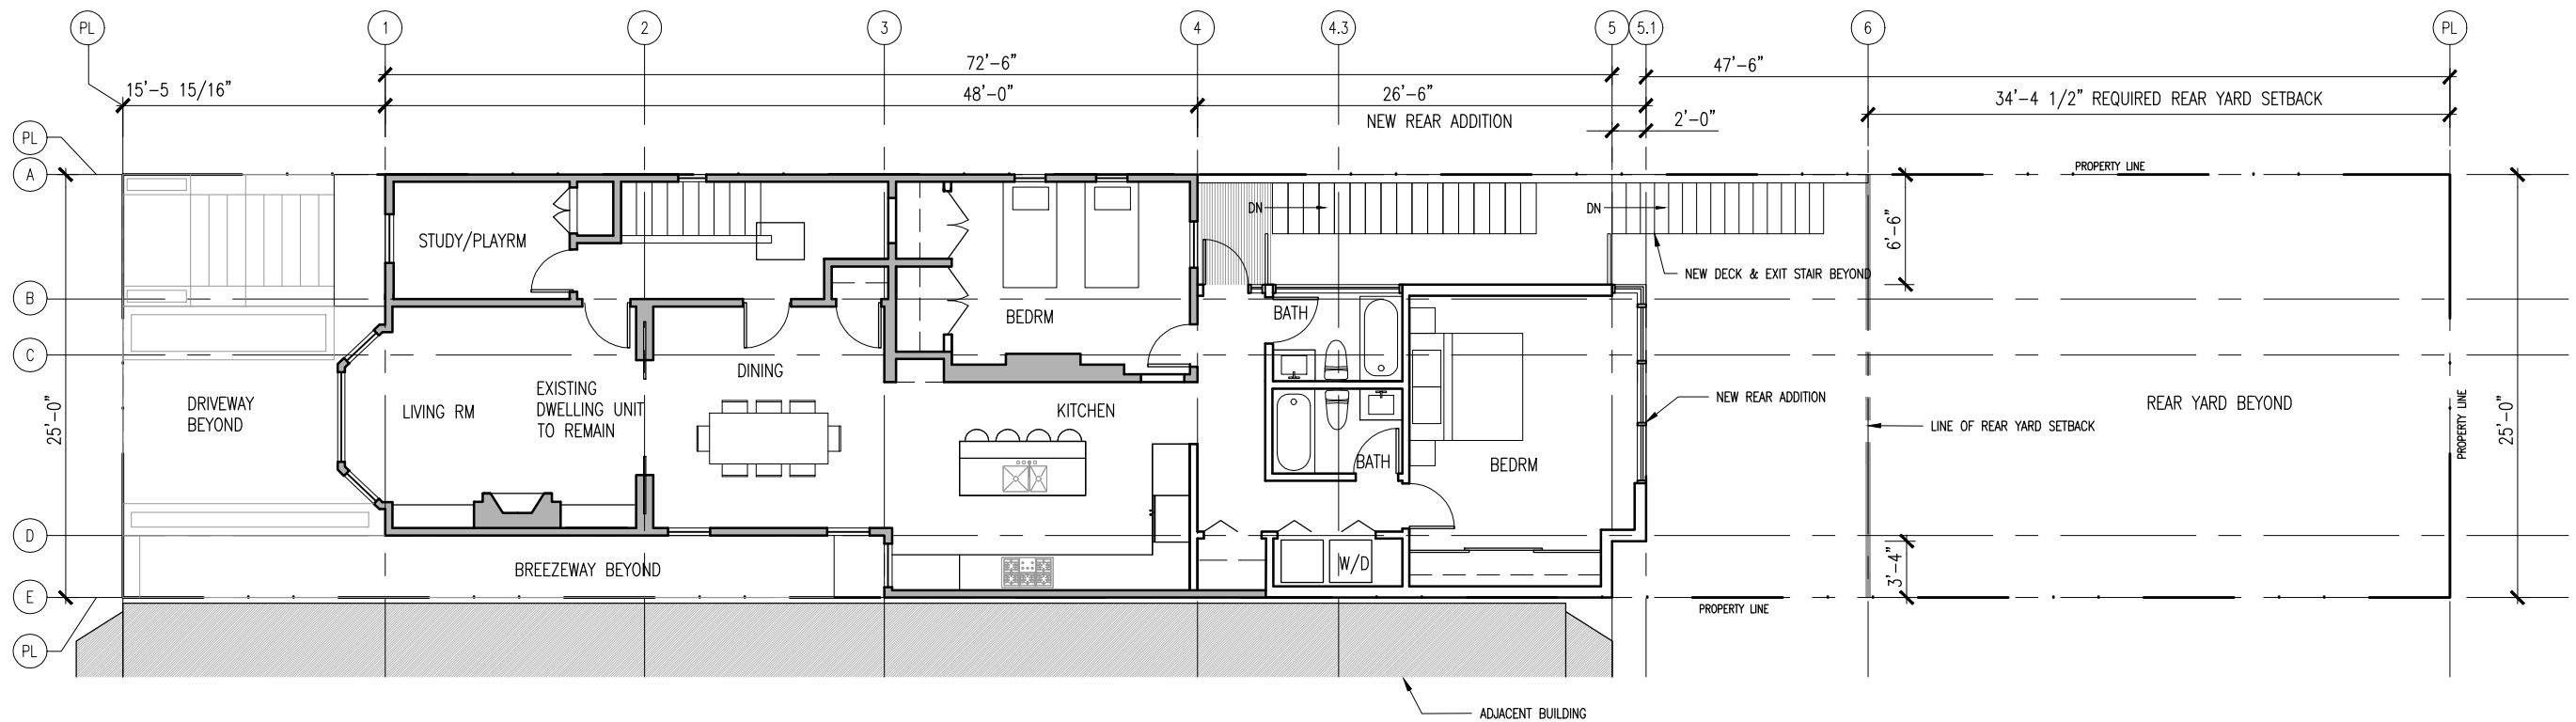 PL 1 2 3 4 4.3 5 5.1 6 PL
72'-6"
47'-6"
15'-5 15/16"
48'-0"
26'-6"
34'-4 1/2" REQUIRED REAR YARD SETBACK
NEW REAR ADDITION
2'-0"
PL
A
B
C
D
E
PL
25'-0"
PROPERTY LINE
STUDY/PLAYRM
DN
DN
6'-6"
NEW DECK & EXIT STAIR BEYOND
BEDRM
BATH
DINING
EXISTING
DWELLING UNIT
TO REMAIN
LIVING RM
DRIVEWAY
BEYOND
KITCHEN
NEW REAR ADDITION
REAR YARD BEYOND
LINE OF REAR YARD SETBACK
PROPERTY LINE
25'-0"
BATH
BEDRM
W/D
BREEZEWAY BEYOND
3'-4"
PROPERTY LINE
ADJACENT BUILDING